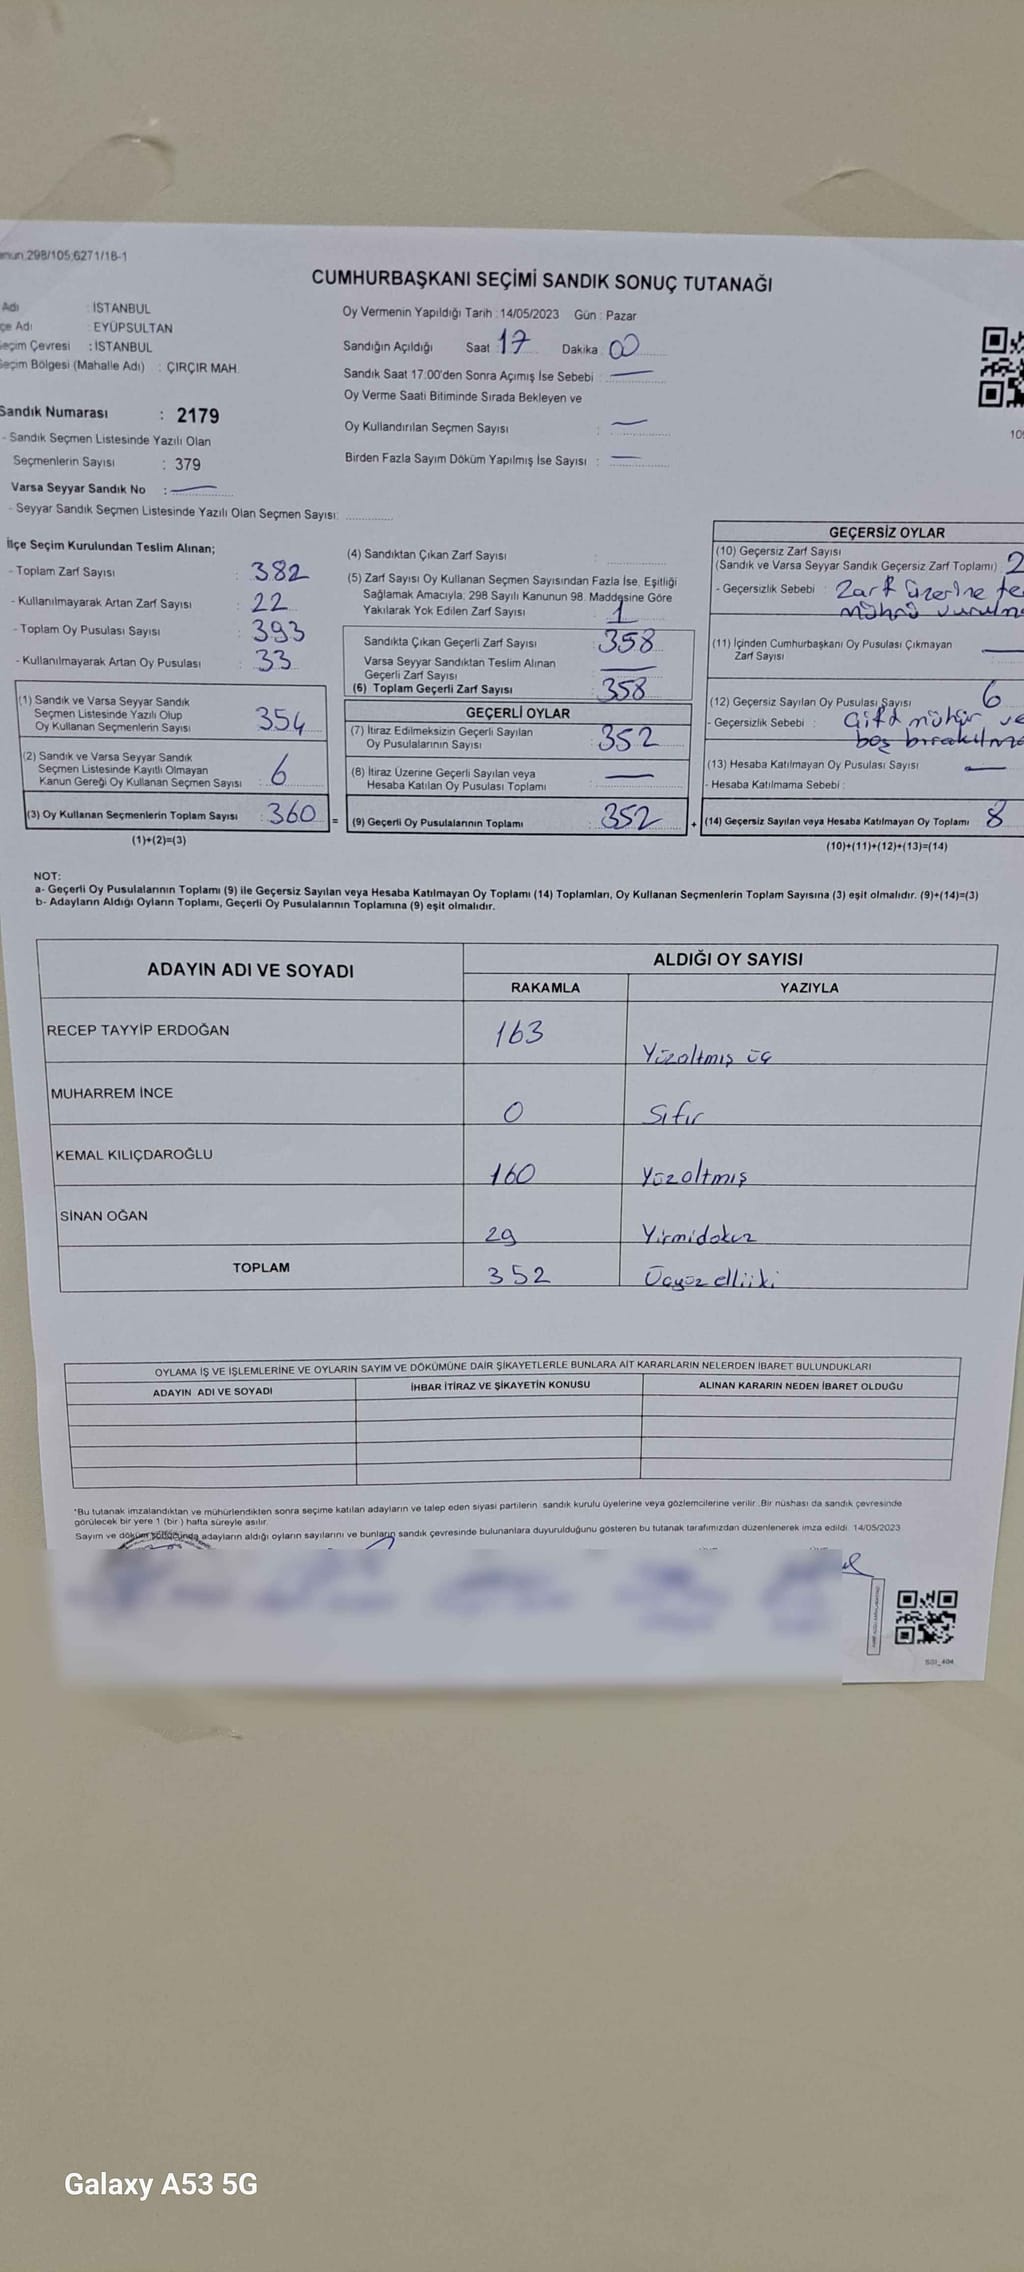 298/105,6271/16-1
CUMHURBAŞKANI SEÇİMİ SANDIK SONUÇ TUTANAĞI
Adı : İSTANBUL
çe Adı : EYÜPSULTAN
eçim Çevresi : İSTANBUL
eçim Bölgesi (Mahalle Adı) : ÇIRÇIR MAH.
Sandık Numarası : 2179
- Sandık Seçmen Listesinde Yazılı Olan
Seçmenlerin Sayısı : 379
Varsa Seyyar Sandık No : —
- Seyyar Sandık Seçmen Listesinde Yazılı Olan Seçmen Sayısı: ............
Oy Vermenin Yapıldığı Tarih : 14/05/2023 Gün : Pazar
Sandığın Açıldığı Saat 17 Dakika 00
Sandık Saat 17.00'den Sonra Açımış İse Sebebi : —
Oy Verme Saati Bitiminde Sırada Bekleyen ve
Oy Kullandırılan Seçmen Sayısı : —
Birden Fazla Sayım Döküm Yapılmış İse Sayısı : —
İlçe Seçim Kurulundan Teslim Alınan;
- Toplam Zarf Sayısı : 382
- Kullanılmayarak Artan Zarf Sayısı : 22
- Toplam Oy Pusulası Sayısı : 393
- Kullanılmayarak Artan Oy Pusulası : 33
(1) Sandık ve Varsa Seyyar Sandık
Seçmen Listesinde Yazılı Olup
Oy Kullanan Seçmenlerin Sayısı 354
(2) Sandık ve Varsa Seyyar Sandık
Seçmen Listesinde Kayıtlı Olmayan
Kanun Gereği Oy Kullanan Seçmen Sayısı 6
(3) Oy Kullanan Seçmenlerin Toplam Sayısı : 360 =
(1)+(2)=(3)
(4) Sandıktan Çıkan Zarf Sayısı :
(5) Zarf Sayısı Oy Kullanan Seçmen Sayısından Fazla İse, Eşitliği
Sağlamak Amacıyla; 298 Sayılı Kanunun 98. Maddesine Göre
Yakılarak Yok Edilen Zarf Sayısı : 1
Sandıkta Çıkan Geçerli Zarf Sayısı : 358
Varsa Seyyar Sandıktan Teslim Alınan
Geçerli Zarf Sayısı : —
(6) Toplam Geçerli Zarf Sayısı : 358
GEÇERLİ OYLAR
(7) İtiraz Edilmeksizin Geçerli Sayılan
Oy Pusulalarının Sayısı : 352
(8) İtiraz Üzerine Geçerli Sayılan veya
Hesaba Katılan Oy Pusulası Toplamı : —
(9) Geçerli Oy Pusulalarının Toplamı : 352 +
GEÇERSİZ OYLAR
(10) Geçersiz Zarf Sayısı
(Sandık ve Varsa Seyyar Sandık Geçersiz Zarf Toplamı) : 2
- Geçersizlik Sebebi : Zarf üzerine te
mührü vurulma
(11) İçinden Cumhurbaşkanı Oy Pusulası Çıkmayan
Zarf Sayısı —
(12) Geçersiz Sayılan Oy Pusulası Sayısı 6
- Geçersizlik Sebebi : Çift mühür ve
boş bırakılma
(13) Hesaba Katılmayan Oy Pusulası Sayısı —
- Hesaba Katılmama Sebebi :
(14) Geçersiz Sayılan veya Hesaba Katılmayan Oy Toplamı 8
(10)+(11)+(12)+(13)=(14)
NOT:
a- Geçerli Oy Pusulalarının Toplamı (9) ile Geçersiz Sayılan veya Hesaba Katılmayan Oy Toplamı (14) Toplamları, Oy Kullanan Seçmenlerin Toplam Sayısına (3) eşit olmalıdır. (9)+(14)=(3)
b- Adayların Aldığı Oyların Toplamı, Geçerli Oy Pusulalarının Toplamına (9) eşit olmalıdır.
ADAYIN ADI VE SOYADI ALDIĞI OY SAYISI
RAKAMLA YAZIYLA
RECEP TAYYİP ERDOĞAN 163 Yüzaltmış üç
MUHARREM İNCE 0 Sıfır
KEMAL KILIÇDAROĞLU 160 Yüzaltmış
SİNAN OĞAN 29 Yirmidokuz
TOPLAM 352 Üçyüz elliiki
OYLAMA İŞ VE İŞLEMLERİNE VE OYLARIN SAYIM VE DÖKÜMÜNE DAİR ŞİKAYETLERLE BUNLARA AİT KARARLARIN NELERDEN İBARET BULUNDUKLARI
ADAYIN ADI VE SOYADI İHBAR İTİRAZ VE ŞİKAYETİN KONUSU ALINAN KARARIN NEDEN İBARET OLDUĞU
*Bu tutanak imzalandıktan ve mühürlendikten sonra seçime katılan adayların ve talep eden siyasi partilerin sandık kurulu üyelerine veya gözlemcilerine verilir. Bir nüshası da sandık çevresinde
görülecek bir yere 1 (bir) hafta süreyle asılır.
Sayım ve döküm sonucunda adayların aldığı oyların sayılarını ve bunların sandık çevresinde bulunanlara duyurulduğunu gösteren bu tutanak tarafımızdan düzenlenerek imza edildi. 14/05/2023
Galaxy A53 5G